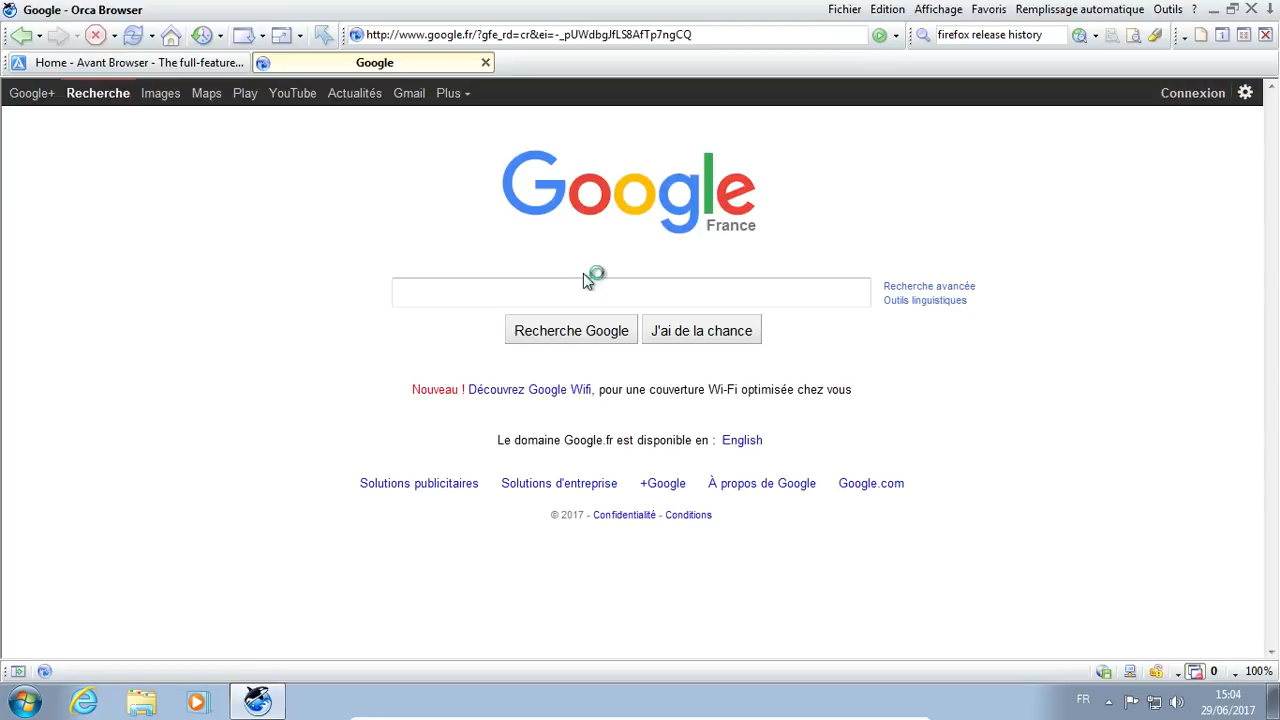 Google - Orca Browser
Fichier Edition Affichage Favoris Remplissage automatique Outils ?
http://www.google.fr/?gfe_rd=cr&ei=-_pUWdbgJfLS8AfTp7ngCQ
firefox release history
Home - Avant Browser - The full-feature...
Google
Google+ Recherche Images Maps Play YouTube Actualités Gmail Plus
Connexion
Google
France
Recherche avancée
Outils linguistiques
Recherche Google
J'ai de la chance
Nouveau ! Découvrez Google Wifi, pour une couverture Wi-Fi optimisée chez vous
Le domaine Google.fr est disponible en : English
Solutions publicitaires Solutions d'entreprise +Google À propos de Google Google.com
© 2017 - Confidentialité - Conditions
0
100%
FR
15:04
29/06/2017